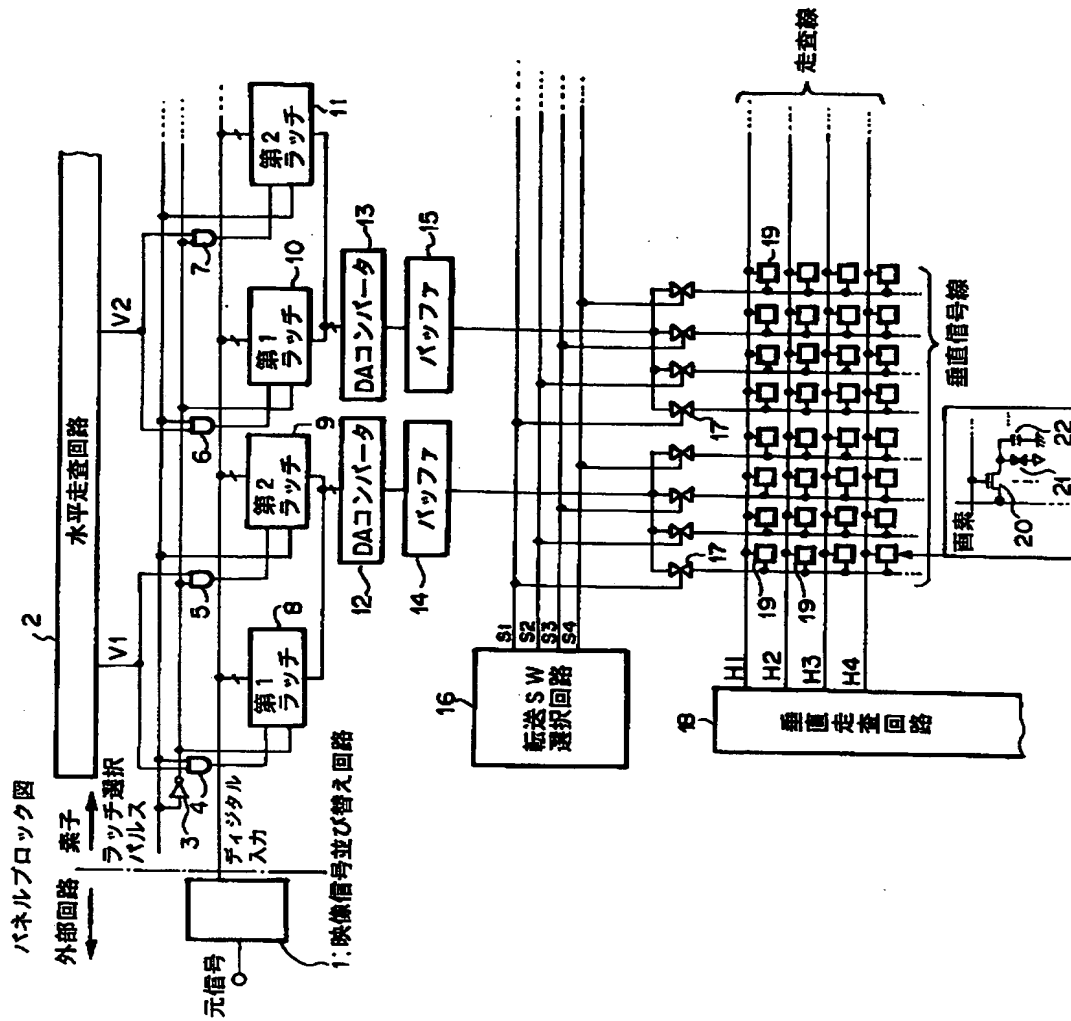 パネルブロック図
外部回路 素子
2
水平走査回路
V1
V2
ラッチ選択
パルス
3
4
5
6
7
元信号
ディジタル
入力
1:映像信号並び替え回路
第1
ラッチ
8
第2
ラッチ
9
第1
ラッチ
10
第2
ラッチ
11
12
DAコンバータ
DAコンバータ
13
14
バッファ
バッファ
15
16
転送SW
選択回路
S1
S2
S3
S4
17
17
18
垂直走査回路
H1
H2
H3
H4
19
19
19
走査線
垂直信号線
画素
20
21
22